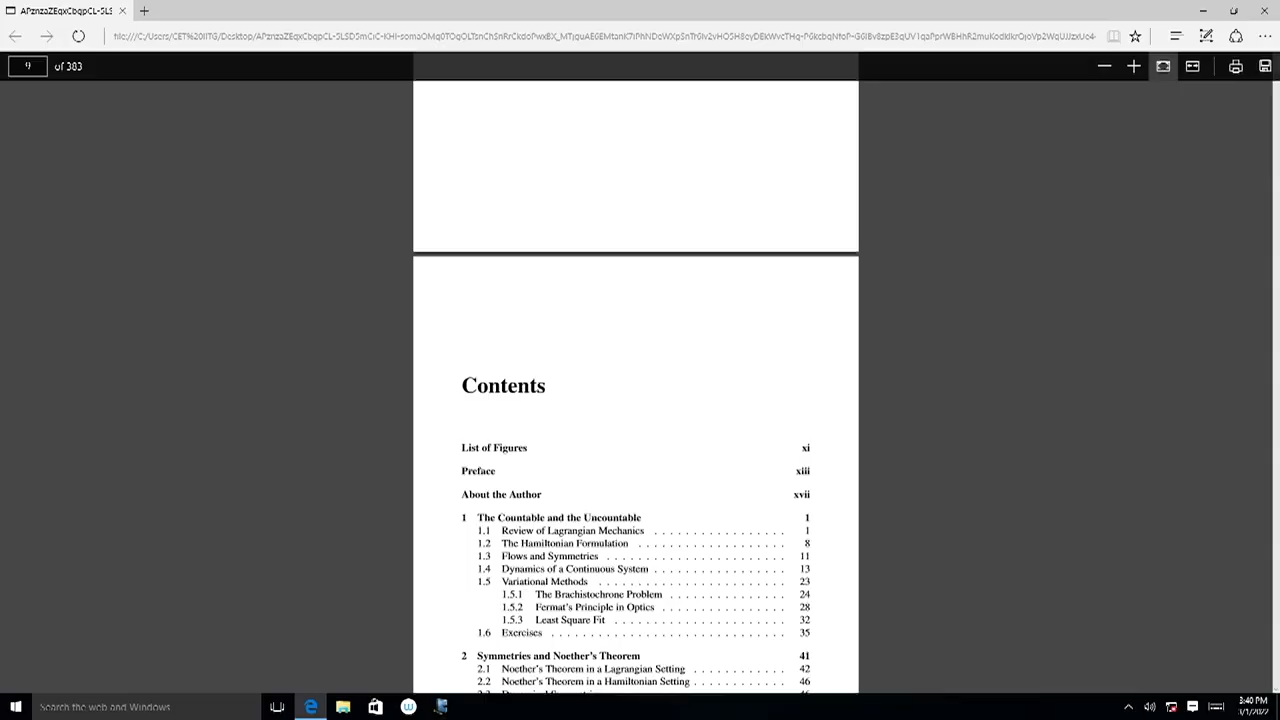 of 383
9
Contents
List of Figures xi
Preface xiii
About the Author xvii
1 The Countable and the Uncountable 1
1.1 Review of Lagrangian Mechanics . . . . . . . . . . . . . . . . . 1
1.2 The Hamiltonian Formulation . . . . . . . . . . . . . . . . . . . 8
1.3 Flows and Symmetries . . . . . . . . . . . . . . . . . . . . . . . 11
1.4 Dynamics of a Continuous System . . . . . . . . . . . . . . . . . 13
1.5 Variational Methods . . . . . . . . . . . . . . . . . . . . . . . . 23
1.5.1 The Brachistochrone Problem . . . . . . . . . . . . . . . 24
1.5.2 Fermat's Principle in Optics . . . . . . . . . . . . . . . . 28
1.5.3 Least Square Fit . . . . . . . . . . . . . . . . . . . . . . 32
1.6 Exercises . . . . . . . . . . . . . . . . . . . . . . . . . . . . . . 35
2 Symmetries and Noether's Theorem 41
2.1 Noether's Theorem in a Lagrangian Setting . . . . . . . . . . . . 42
2.2 Noether's Theorem in a Hamiltonian Setting . . . . . . . . . . . . 46
Search the web and Windows
3:40 PM